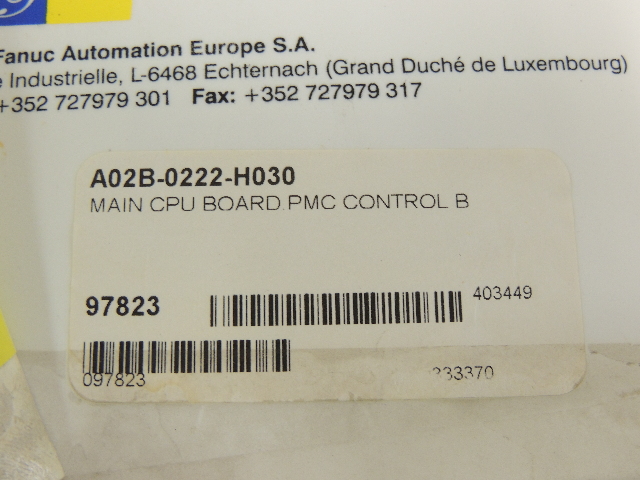 Fanuc Automation Europe S.A.
Industrielle, L-6468 Echternach (Grand Duché de Luxembourg)
+352 727979 301 Fax: +352 727979 317
A02B-0222-H030
MAIN CPU BOARD PMC CONTROL B
97823
403449
097823
333370